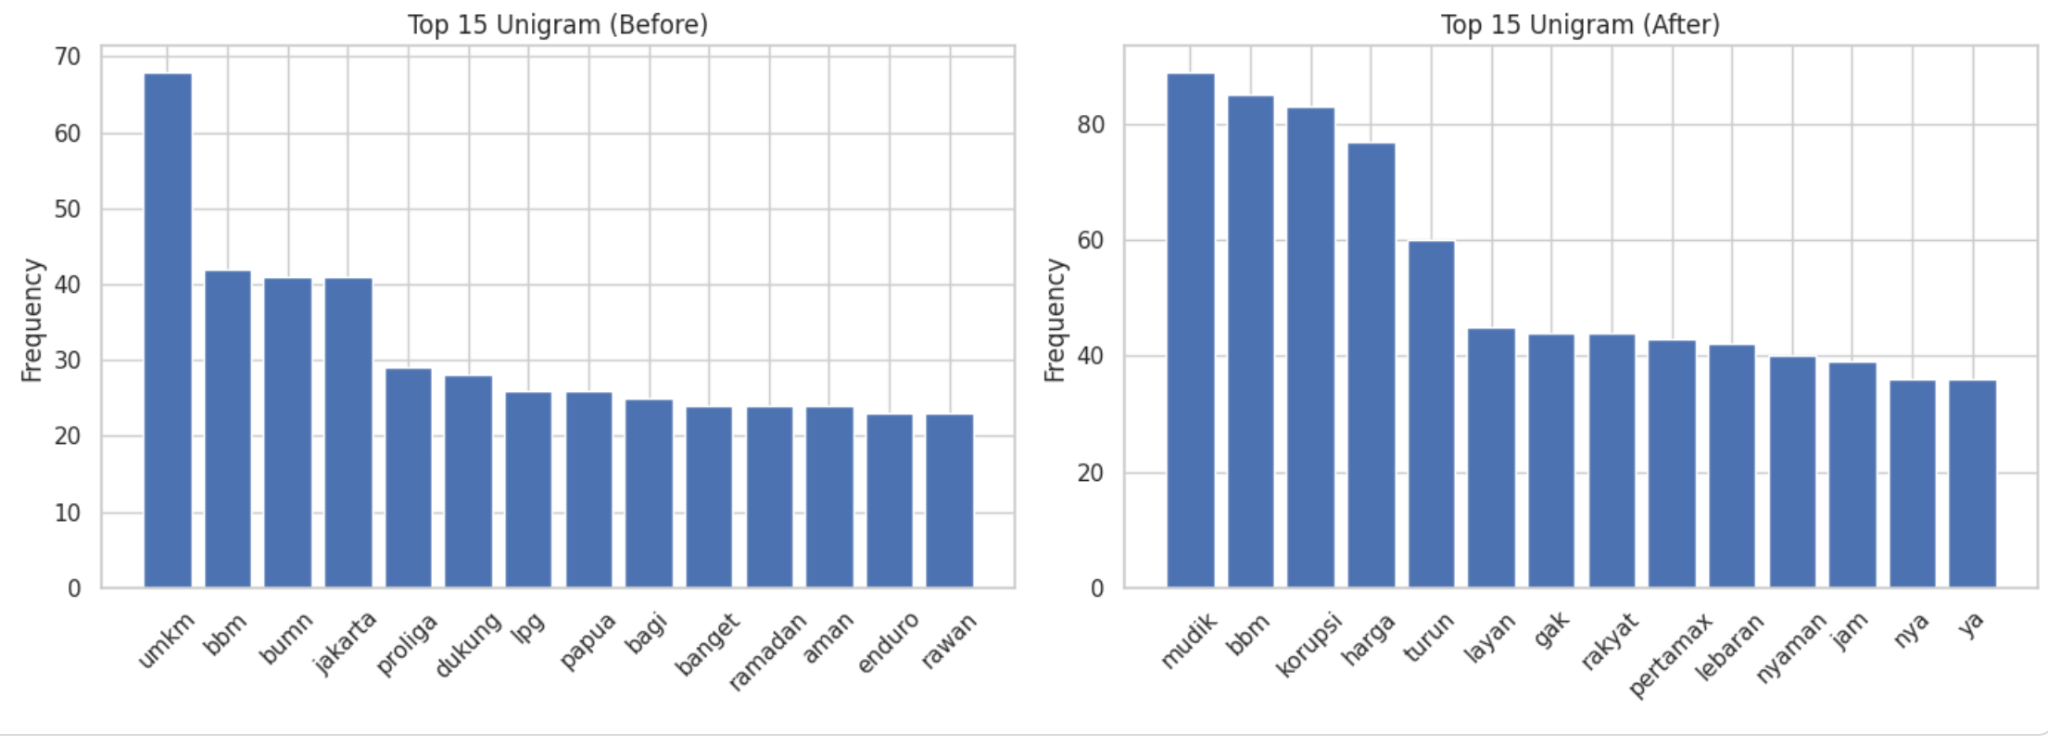 Top 15 Unigram (Before)
Frequency
70
60
50
40
30
20
10
0
umkm
bbm
bumn
jakarta
proliga
dukung
lpg
papua
bagi
banget
ramadan
aman
enduro
rawan
Top 15 Unigram (After)
Frequency
80
60
40
20
0
mudik
bbm
korupsi
harga
turun
layan
gak
rakyat
pertamax
lebaran
nyaman
jam
nya
ya